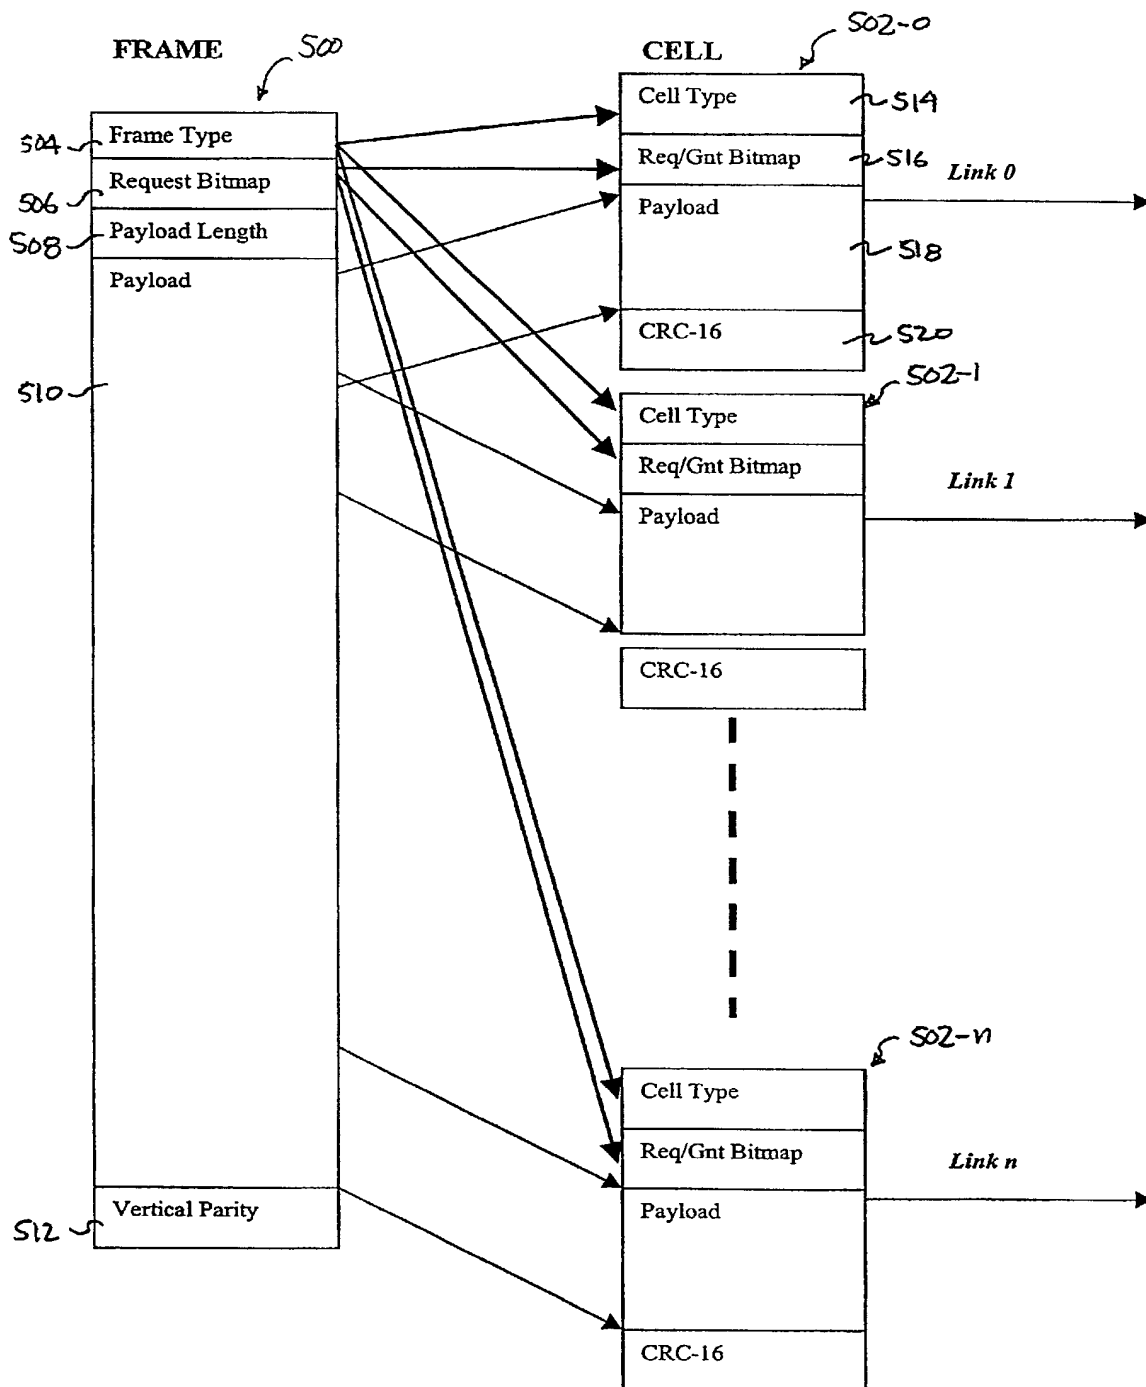 FRAME
500
504
Frame Type
506
Request Bitmap
508
Payload Length
Payload
510
512
Vertical Parity
CELL
502-0
Cell Type
514
Req/Gnt Bitmap
516
Payload
518
CRC-16
520
Link 0
502-1
Cell Type
Req/Gnt Bitmap
Payload
CRC-16
Link 1
502-n
Cell Type
Req/Gnt Bitmap
Payload
CRC-16
Link n